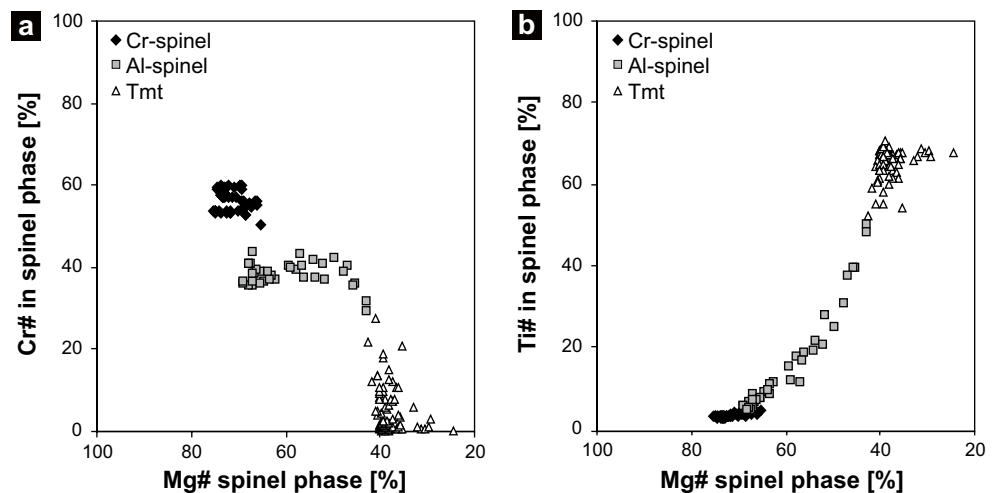 a
100
80
60
40
20
0
100
80
60
40
20
Cr# in spinel phase [%]
Mg# spinel phase [%]
Cr-spinel
Al-spinel
Tmt
b
100
80
60
40
20
0
100
80
60
40
20
Ti# in spinel phase [%]
Mg# spinel phase [%]
Cr-spinel
Al-spinel
Tmt